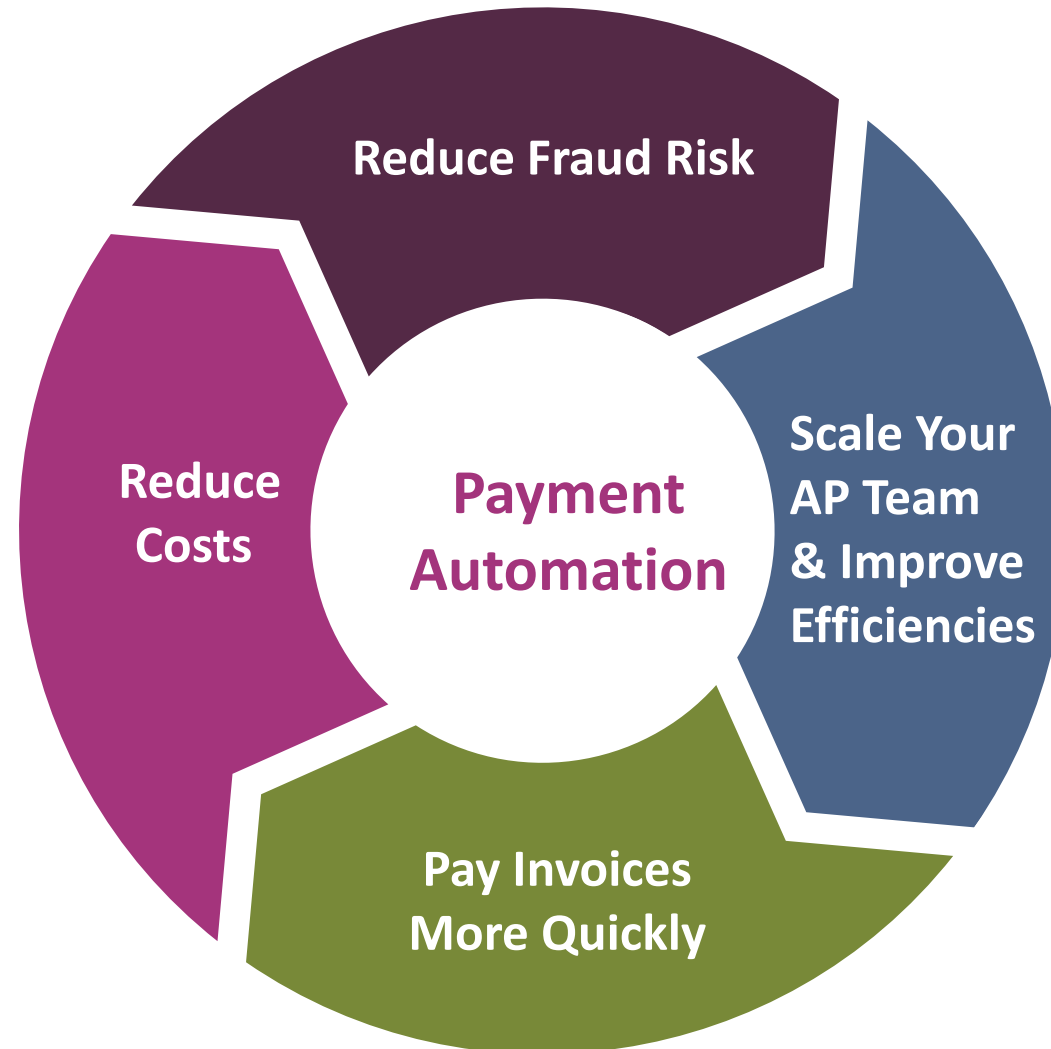 Reduce Fraud Risk
Scale Your
AP Team
& Improve
Efficiencies
Pay Invoices
More Quickly
Reduce
Costs
Payment
Automation